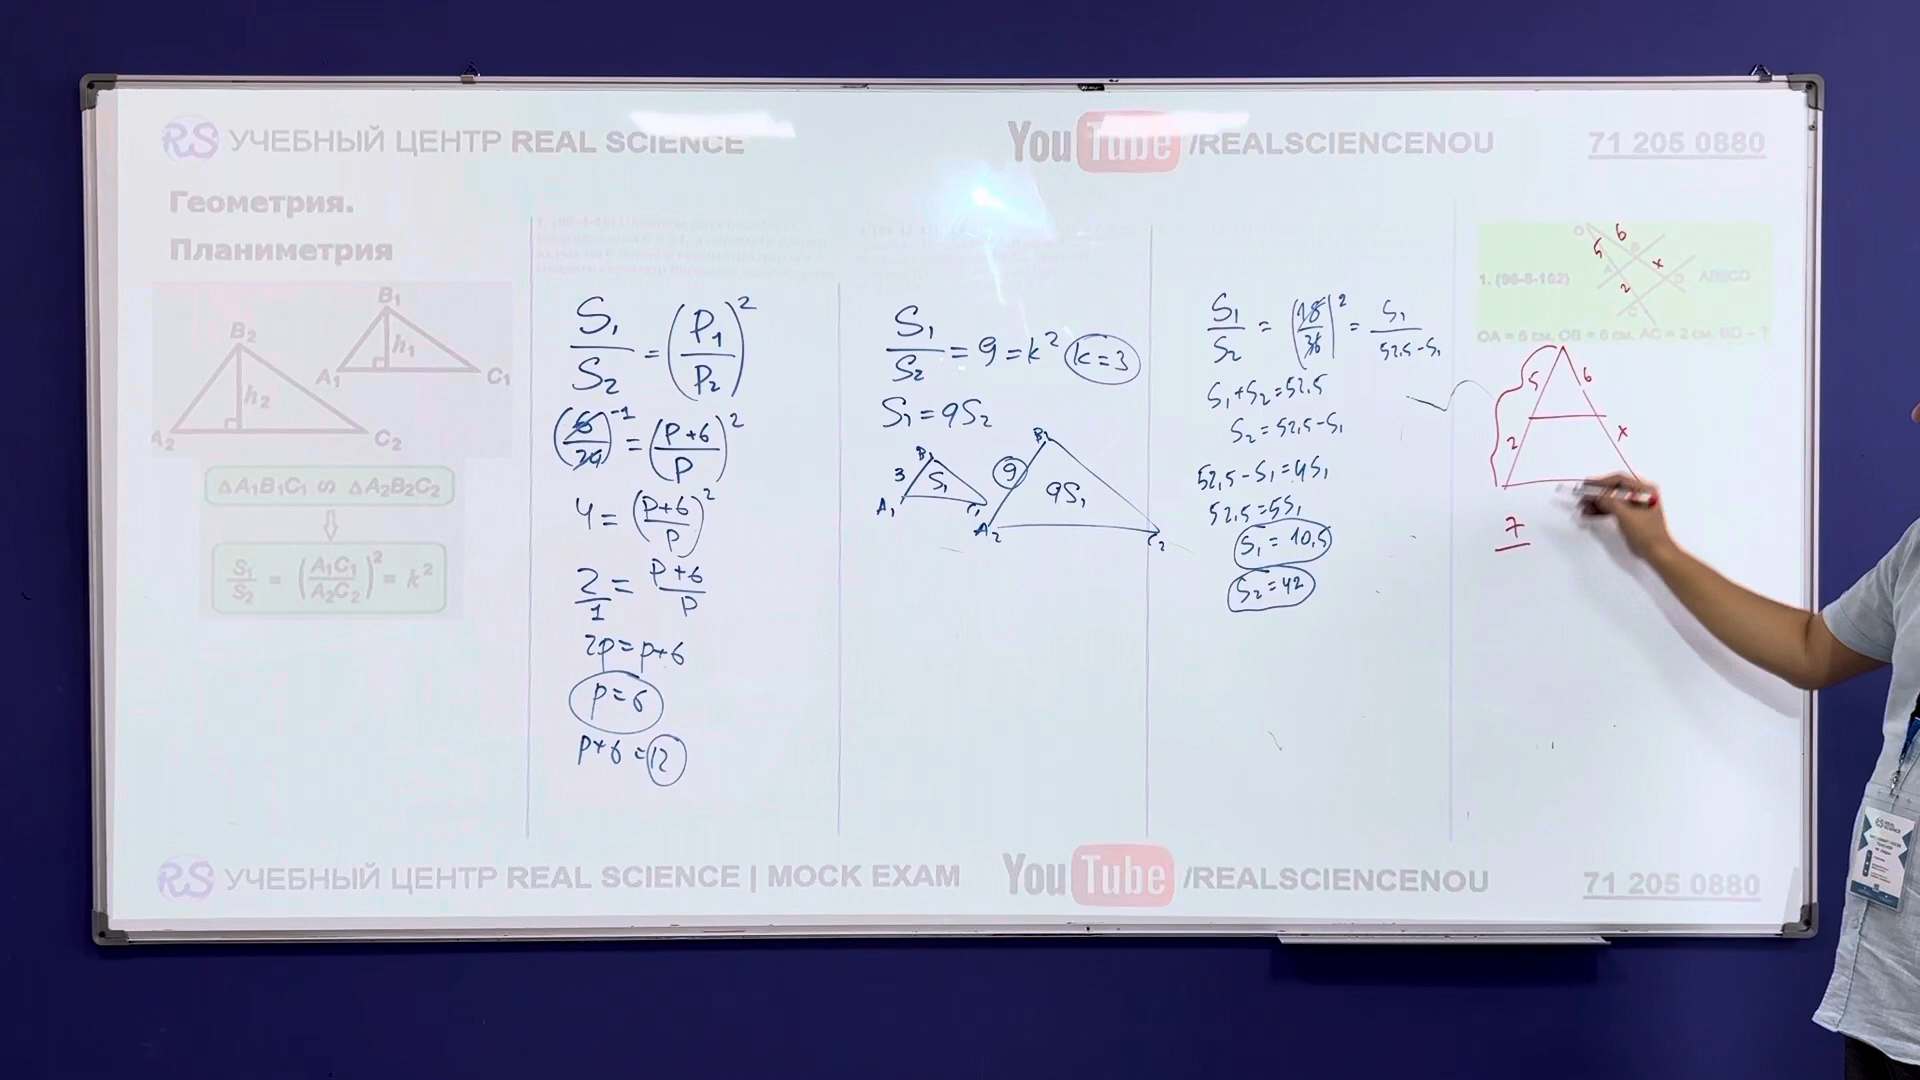 RS УЧЕБНЫЙ ЦЕНТР REAL SCIENCE
YouTube /REALSCIENCENOU
71 205 0880
Геометрия.
Планиметрия
B₁
B₂
h₁
A₁
C₁
h₂
A₂
C₂
ΔA₁B₁C₁ ∽ ΔA₂B₂C₂
⇓
S₁/S₂ = (A₁C₁/A₂C₂)² = k²
S₁/S₂ = (P₁/P₂)²
= (P+6/P)²
4 = (P+6/P)²
2/1 = P+6/P
2p = p+6
p=6
p+6 = 12
S₁/S₂ = 9 = k² k=3
S₁ = 9S₂
B₁
3
S₁
A₁
C₁
B₂
9
9S₁
A₂
C₂
S₁/S₂ = (18/36)² = S₁/52,5-S₁
S₁+S₂=52,5
S₂=52,5-S₁
52,5-S₁=4S₁
52,5=5S₁
S₁ = 10,5
S₂=42
O
6
5
x
2
1. (96-8-102)
AB||CD
OA = 5 см, OB = 6 см, AC = 2 см, BD - ?
5
6
2
x
7
RS УЧЕБНЫЙ ЦЕНТР REAL SCIENCE | MOCK EXAM
YouTube /REALSCIENCENOU
71 205 0880